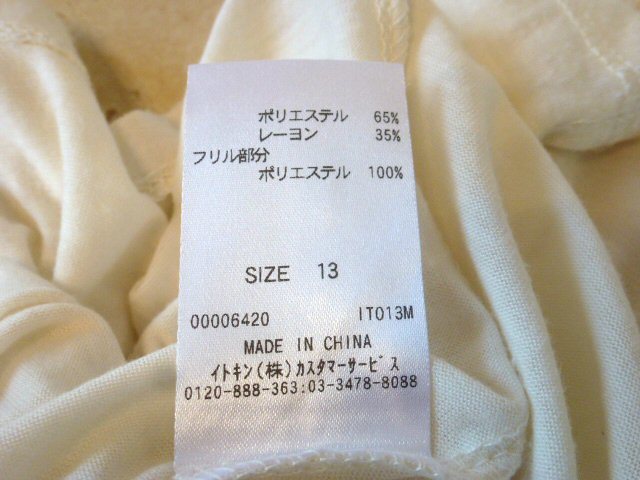 ポリエステル 65%
レーヨン 35%
フリル部分
ポリエステル 100%
SIZE 13
00006420 IT013M
MADE IN CHINA
イトキン(株)カスタマーサービス
0120-888-363:03-3478-8088